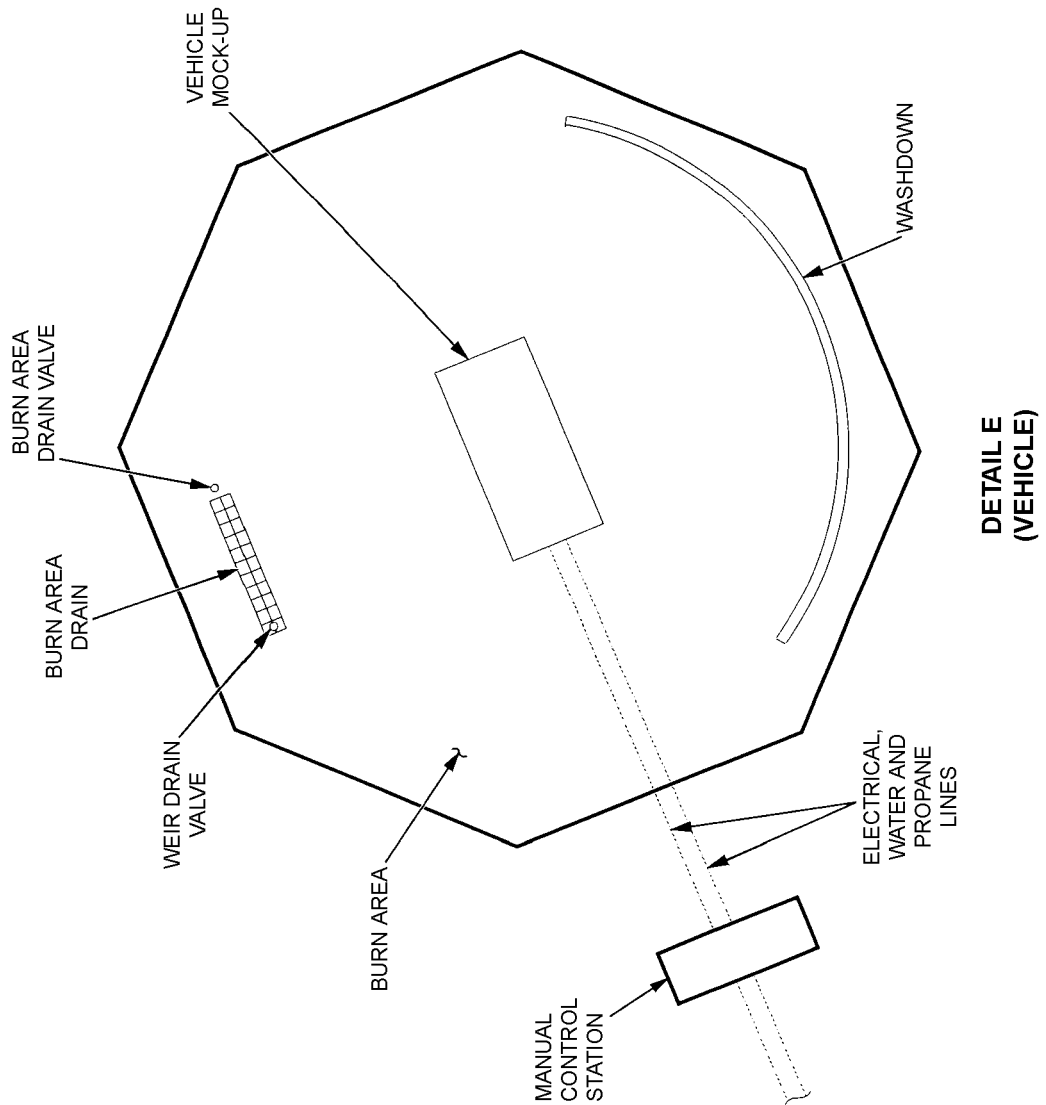 VEHICLE
MOCK-UP
BURN AREA
DRAIN VALVE
BURN AREA
DRAIN
WEIR DRAIN
VALVE
BURN AREA
MANUAL
CONTROL
STATION
ELECTRICAL,
WATER AND
PROPANE
LINES
WASHDOWN
DETAIL E
(VEHICLE)